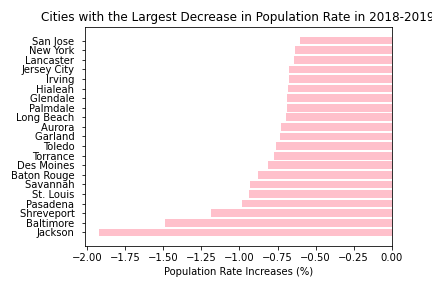 Cities with the Largest Decrease in Population Rate in 2018-2019
San Jose
New York
Lancaster
Jersey City
Irving
Hialeah
Glendale
Palmdale
Long Beach
Aurora
Garland
Toledo
Torrance
Des Moines
Baton Rouge
Savannah
St. Louis
Pasadena
Shreveport
Baltimore
Jackson
−2.00 −1.75 −1.50 −1.25 −1.00 −0.75 −0.50 −0.25 0.00
Population Rate Increases (%)